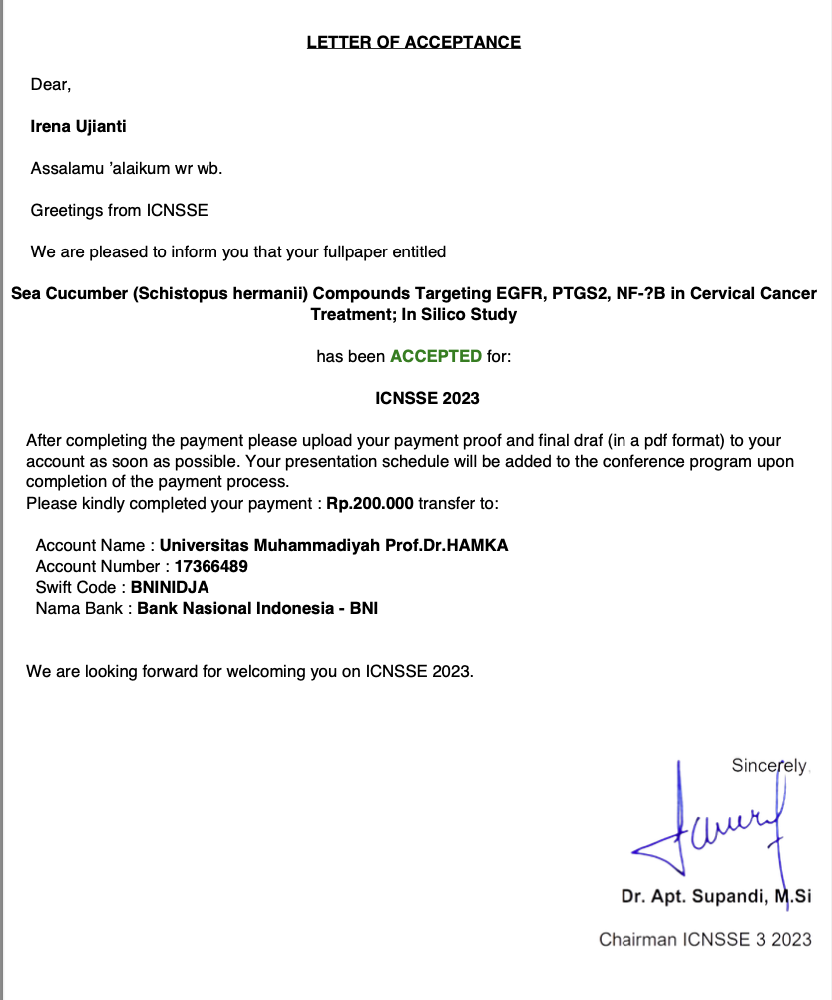 LETTER OF ACCEPTANCE
Dear,
Irena Ujianti
Assalamu 'alaikum wr wb.
Greetings from ICNSSE
We are pleased to inform you that your fullpaper entitled
Sea Cucumber (Schistopus hermanii) Compounds Targeting EGFR, PTGS2, NF-?B in Cervical Cancer
Treatment; In Silico Study
has been ACCEPTED for:
ICNSSE 2023
After completing the payment please upload your payment proof and final draf (in a pdf format) to your
account as soon as possible. Your presentation schedule will be added to the conference program upon
completion of the payment process.
Please kindly completed your payment : Rp.200.000 transfer to:
Account Name : Universitas Muhammadiyah Prof.Dr.HAMKA
Account Number : 17366489
Swift Code : BNINIDJA
Nama Bank : Bank Nasional Indonesia - BNI
We are looking forward for welcoming you on ICNSSE 2023.
Sincerely,
Dr. Apt. Supandi, M.Si
Chairman ICNSSE 3 2023